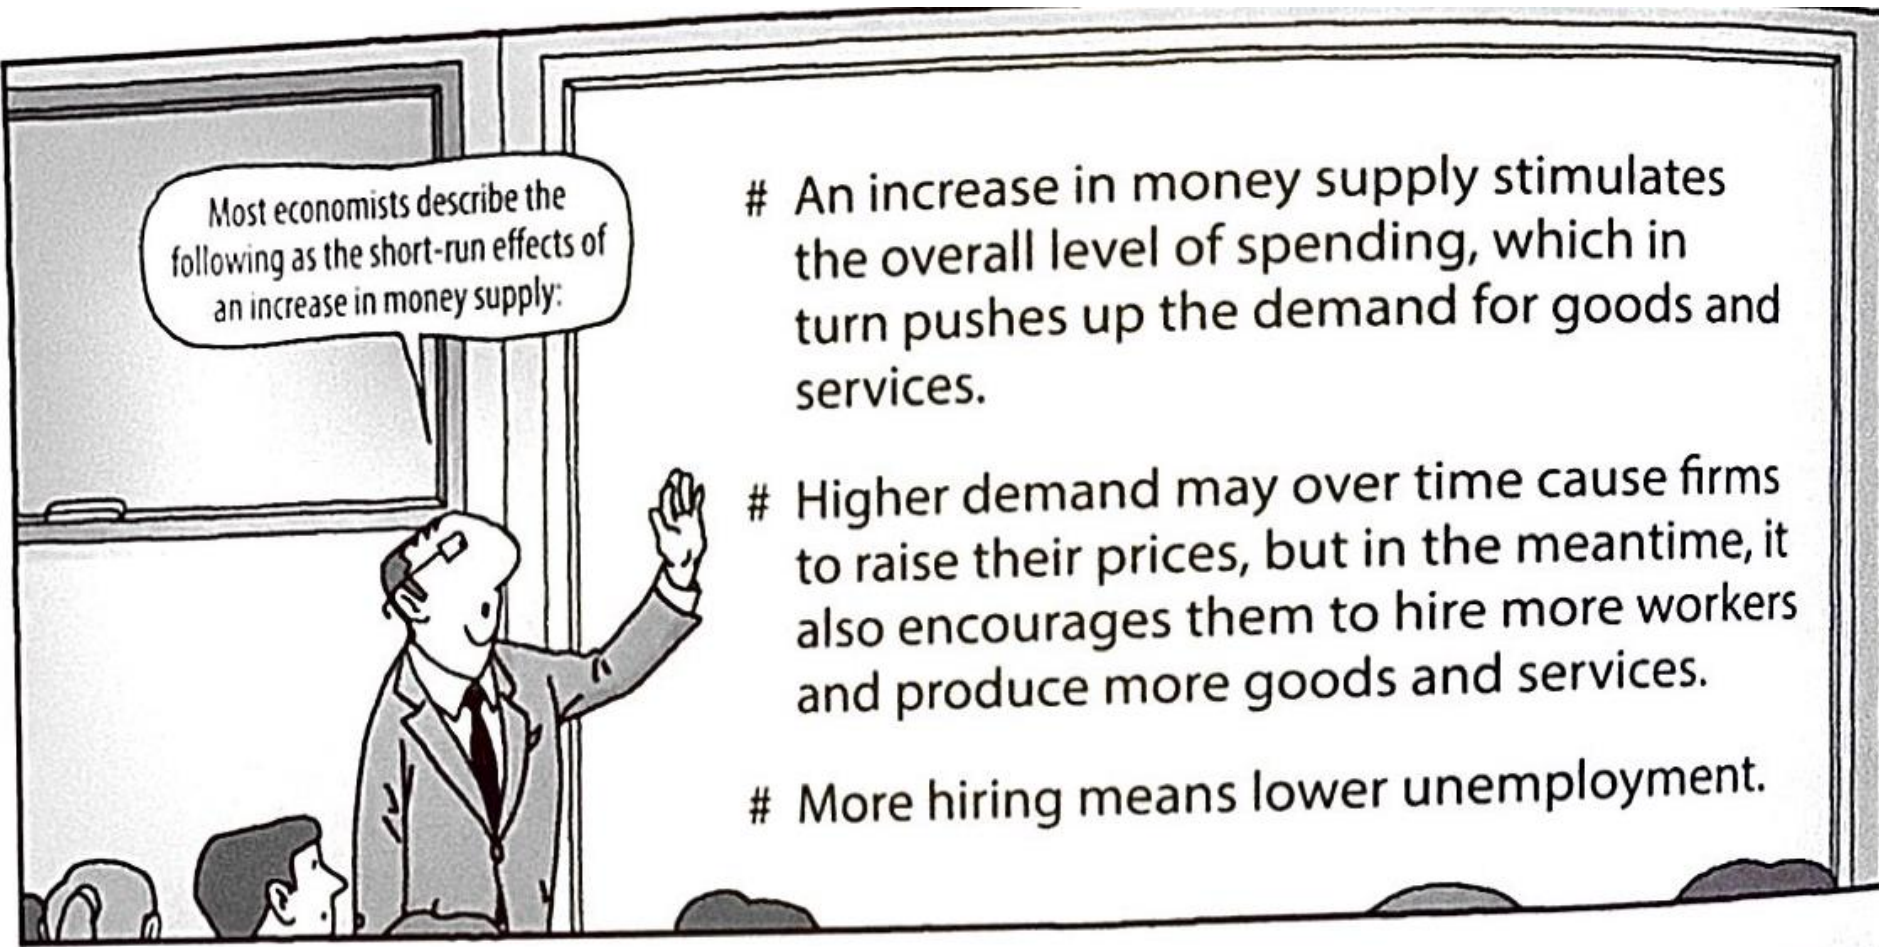 Most economists describe the
following as the short-run effects of
an increase in money supply:
# An increase in money supply stimulates
the overall level of spending, which in
turn pushes up the demand for goods and
services.
# Higher demand may over time cause firms
to raise their prices, but in the meantime, it
also encourages them to hire more workers
and produce more goods and services.
# More hiring means lower unemployment.